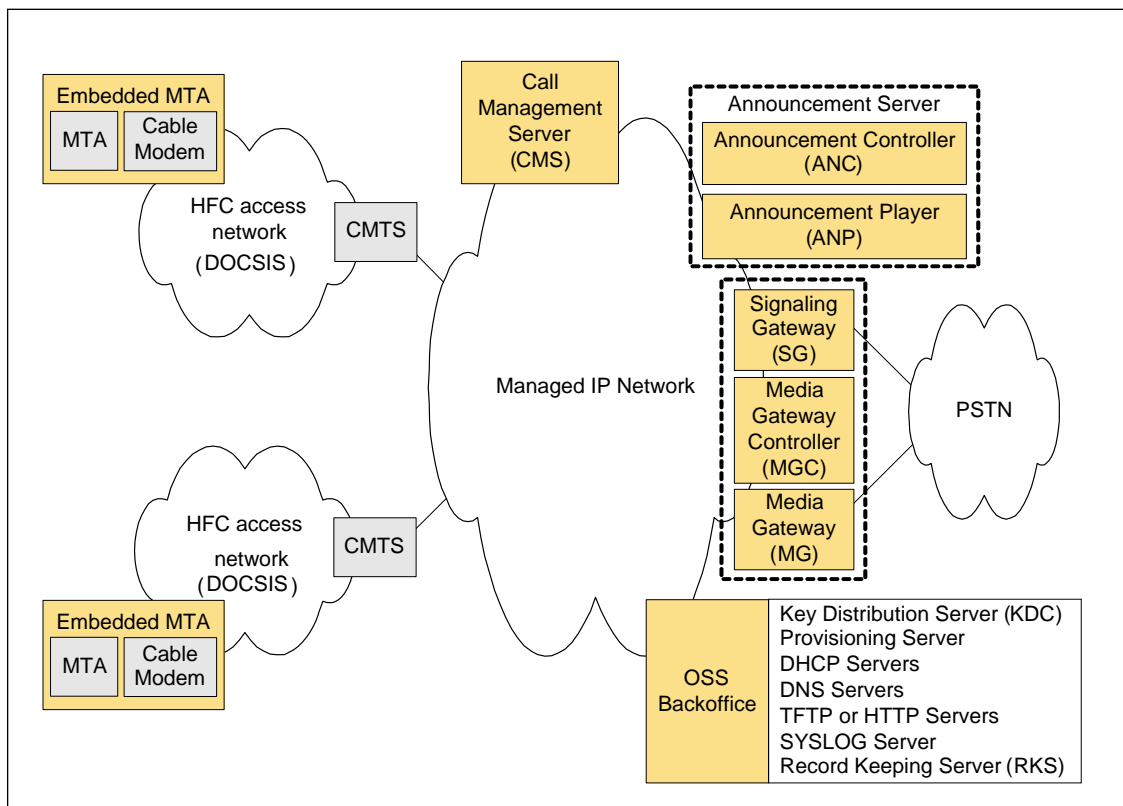 Embedded MTA
MTA
Cable
Modem
HFC access
network
(DOCSIS)
CMTS
Call
Management
Server
(CMS)
Announcement Server
Announcement Controller
(ANC)
Announcement Player
(ANP)
Signaling
Gateway
(SG)
Media
Gateway
Controller
(MGC)
Media
Gateway
(MG)
Managed IP Network
PSTN
HFC access
network
(DOCSIS)
CMTS
Embedded MTA
MTA
Cable
Modem
OSS
Backoffice
Key Distribution Server (KDC)
Provisioning Server
DHCP Servers
DNS Servers
TFTP or HTTP Servers
SYSLOG Server
Record Keeping Server (RKS)